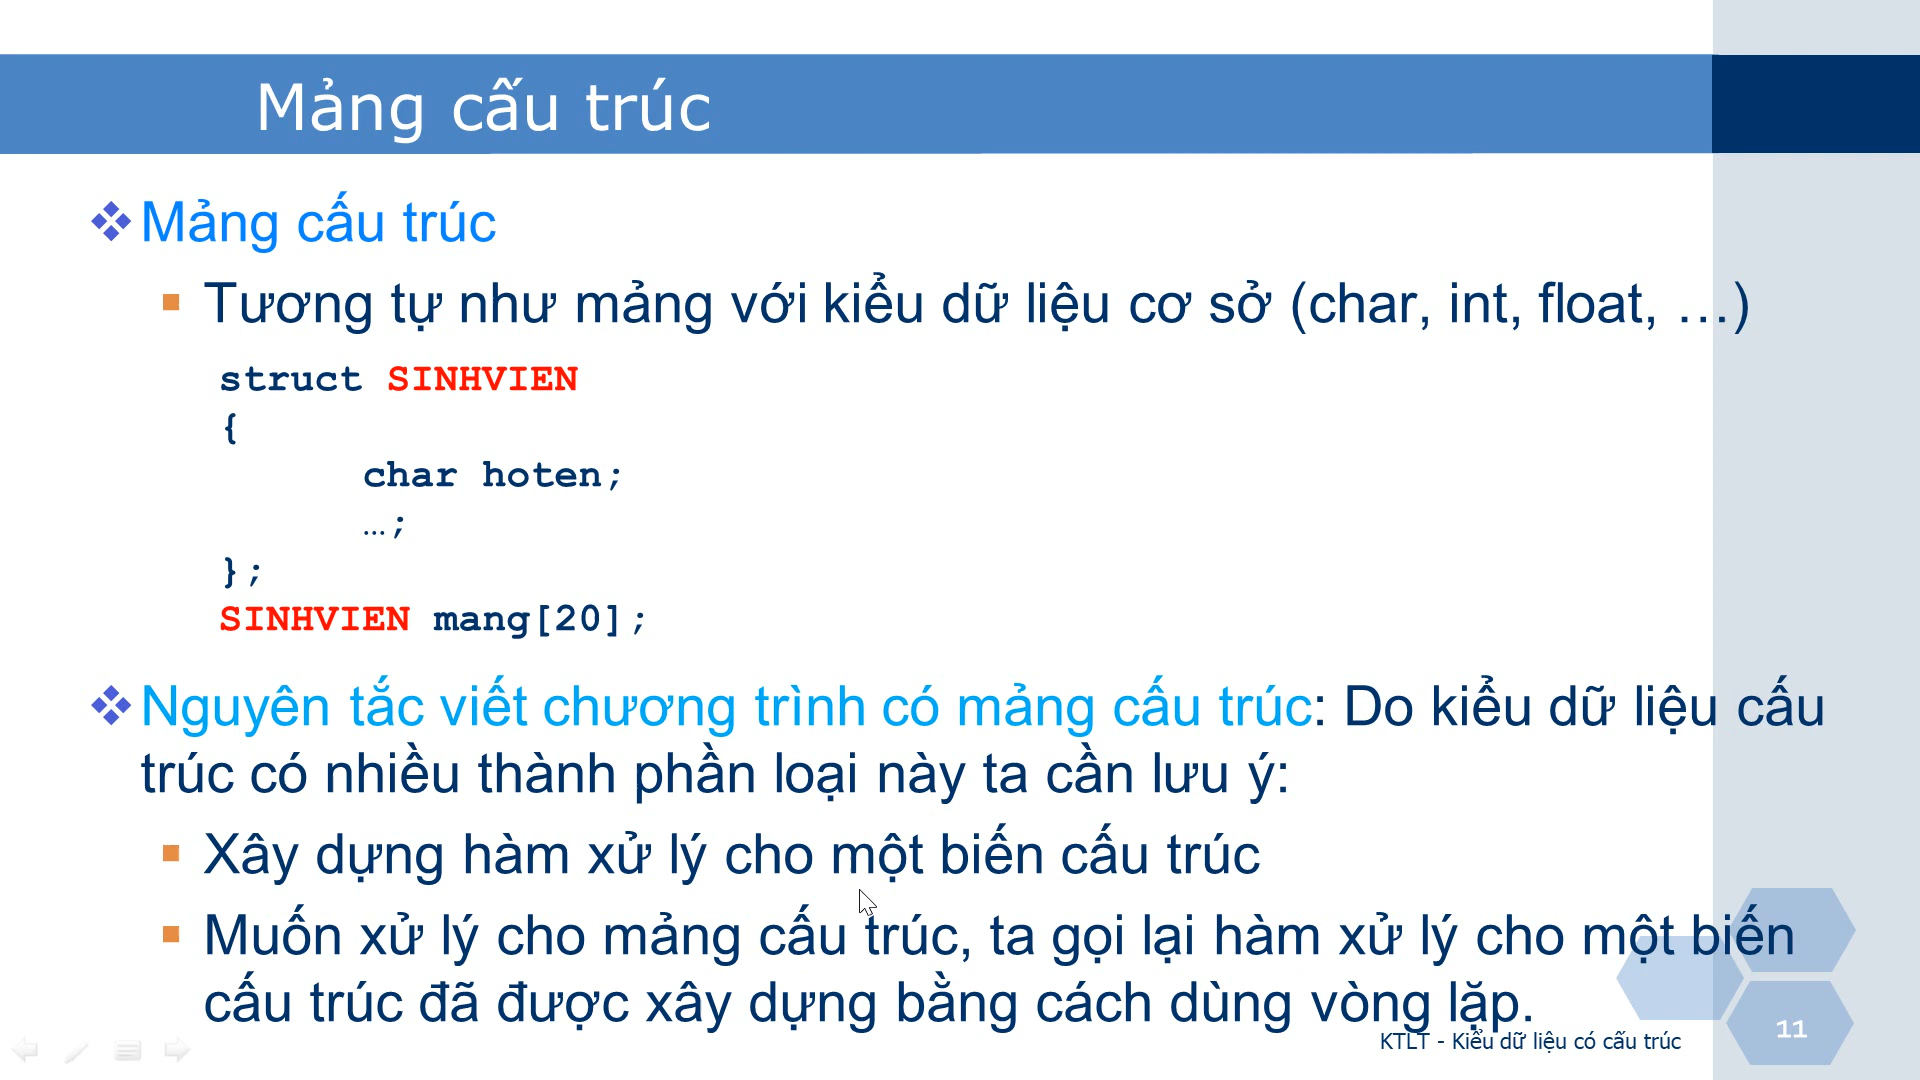 Mảng cấu trúc
Mảng cấu trúc
Tương tự như mảng với kiểu dữ liệu cơ sở (char, int, float, …)
struct SINHVIEN
{
char hoten;
…;
};
SINHVIEN mang[20];
Nguyên tắc viết chương trình có mảng cấu trúc: Do kiểu dữ liệu cấu
trúc có nhiều thành phần loại này ta cần lưu ý:
Xây dựng hàm xử lý cho một biến cấu trúc
Muốn xử lý cho mảng cấu trúc, ta gọi lại hàm xử lý cho một biến
cấu trúc đã được xây dựng bằng cách dùng vòng lặp.
KTLT - Kiểu dữ liệu có cấu trúc
11